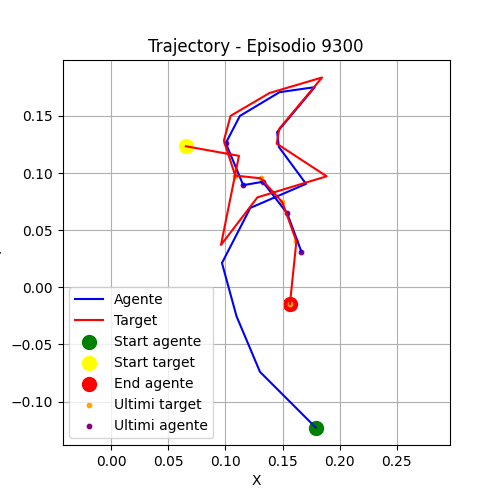 Trajectory - Episodio 9300
0.15
0.10
0.05
0.00
−0.05
−0.10
0.00 0.05 0.10 0.15 0.20 0.25
X
Agente
Target
Start agente
Start target
End agente
Ultimi target
Ultimi agente